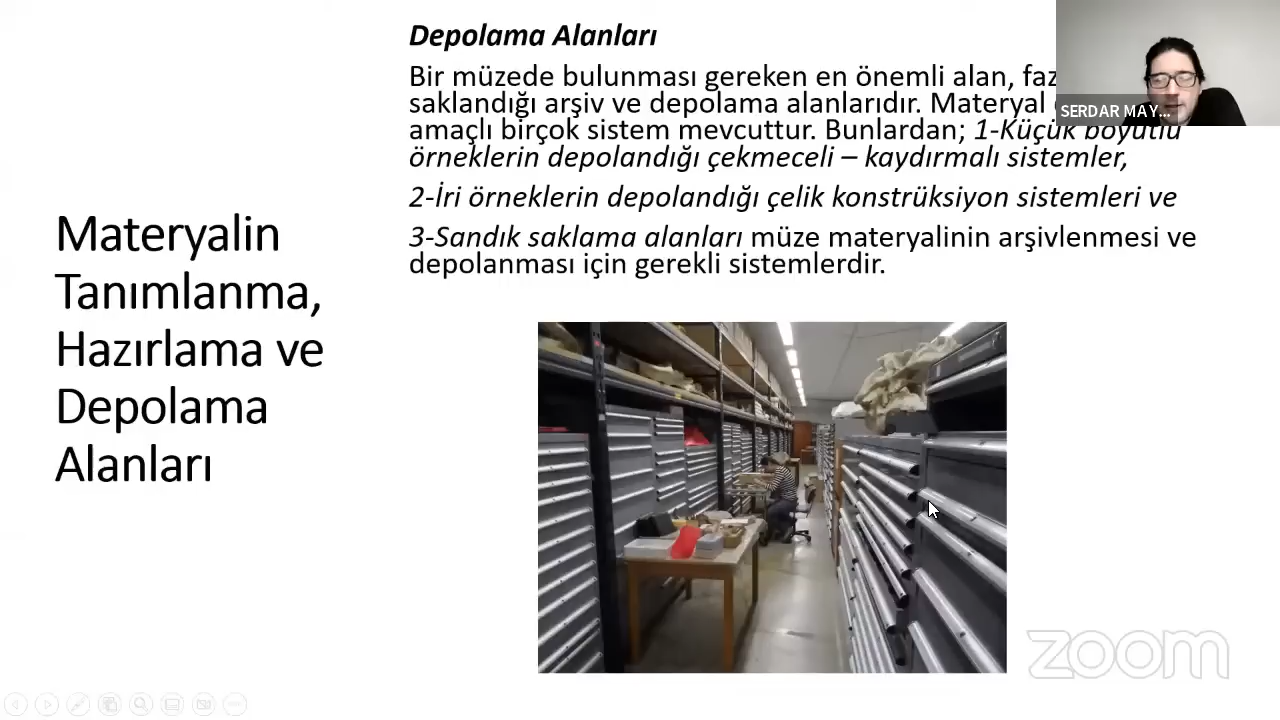 Depolama Alanları
Bir müzede bulunması gereken en önemli alan,
saklandığı arşiv ve depolama alanlarıdır. Materyal
amaçlı birçok sistem mevcuttur. Bunlardan; 1-Küçük boyutlu
örneklerin depolandığı çekmeceli – kaydırmalı sistemler,
2-İri örneklerin depolandığı çelik konstrüksiyon sistemleri ve
3-Sandık saklama alanları müze materyalinin arşivlenmesi ve
depolanması için gerekli sistemlerdir.
Materyalin
Tanımlanma,
Hazırlama ve
Depolama
Alanları
SERDAR MAY...
zoom